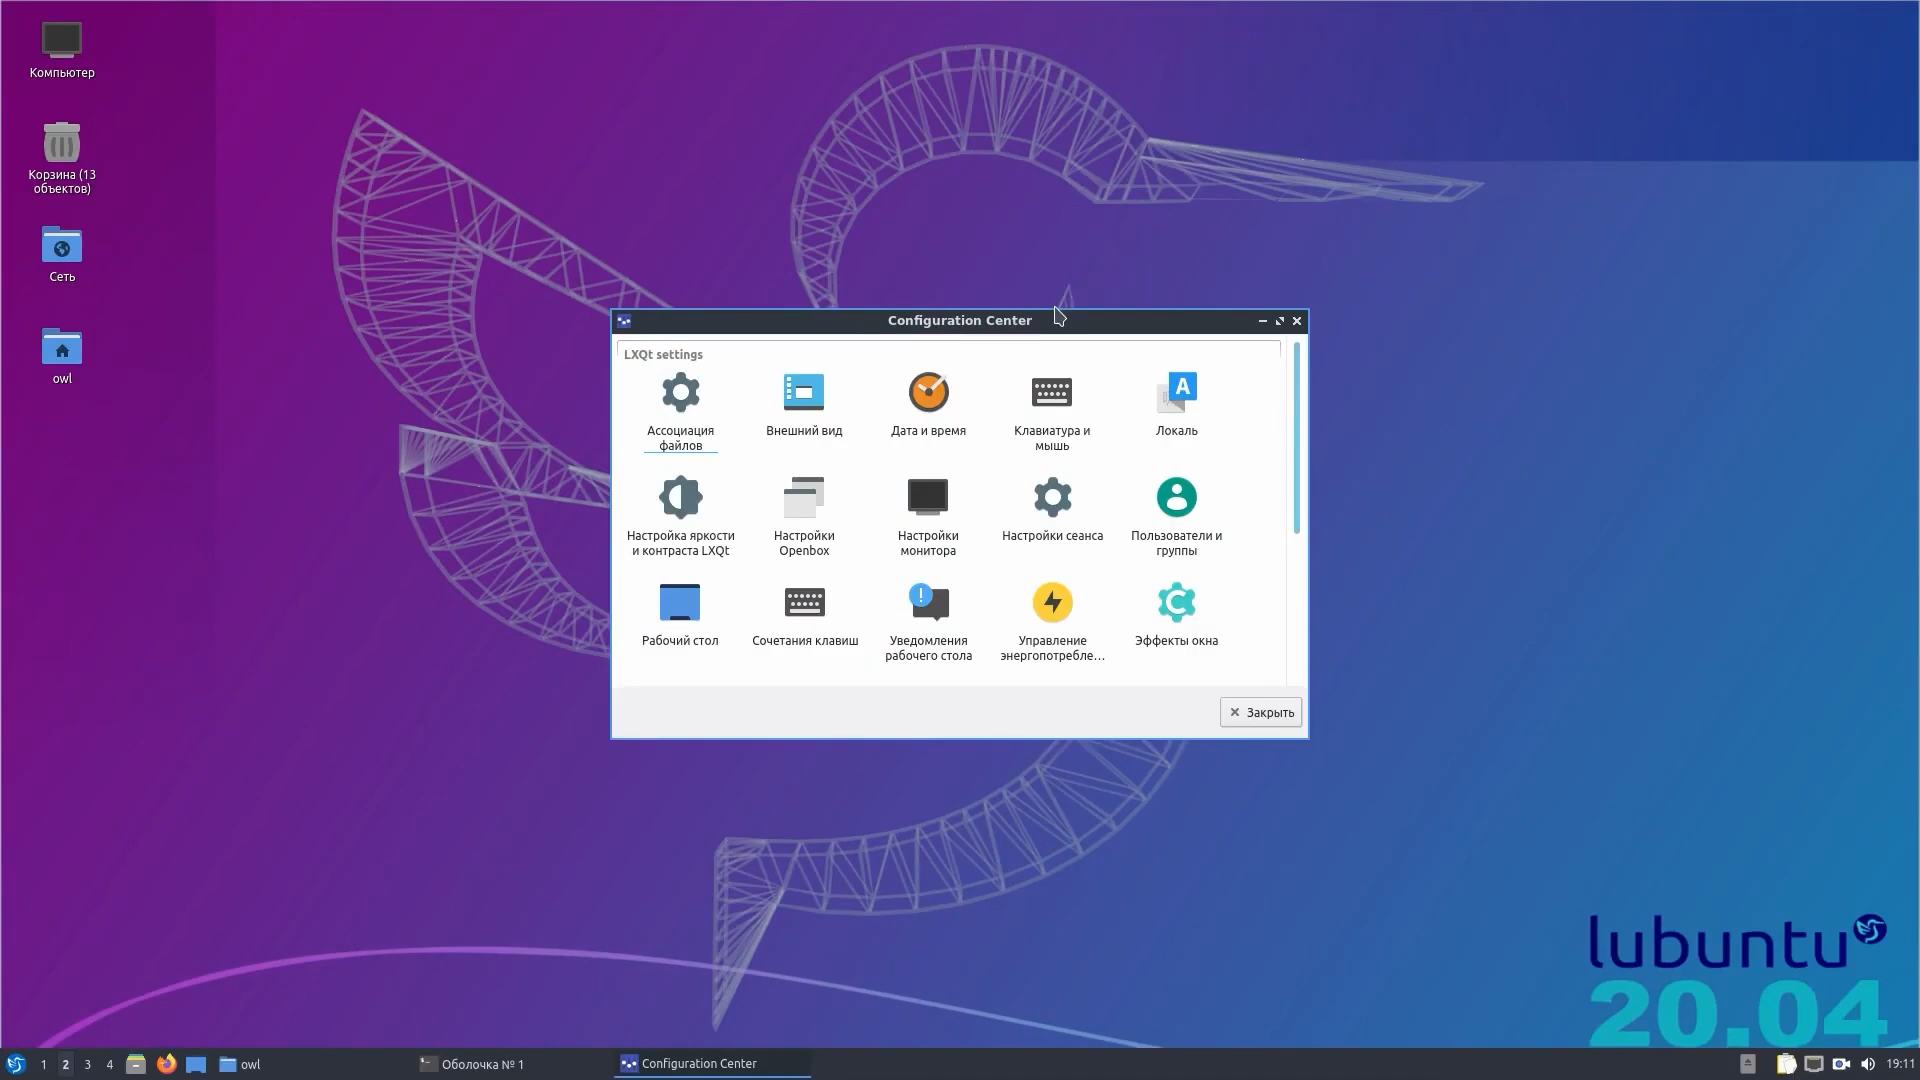 Компьютер
Корзина (13
объектов)
Сеть
owl
Configuration Center
LXQt settings
Ассоциация
файлов
Внешний вид
Дата и время
Клавиатура и
мышь
A
Локаль
Настройка яркости
и контраста LXQt
Настройки
Openbox
Настройки
монитора
Настройки сеанса
Пользователи и
группы
Рабочий стол
Сочетания клавиш
Уведомления
рабочего стола
Управление
энергопотребле...
Эффекты окна
Закрыть
lubuntu
20.04
1 2 3 4 owl Оболочка № 1 Configuration Center 19:11